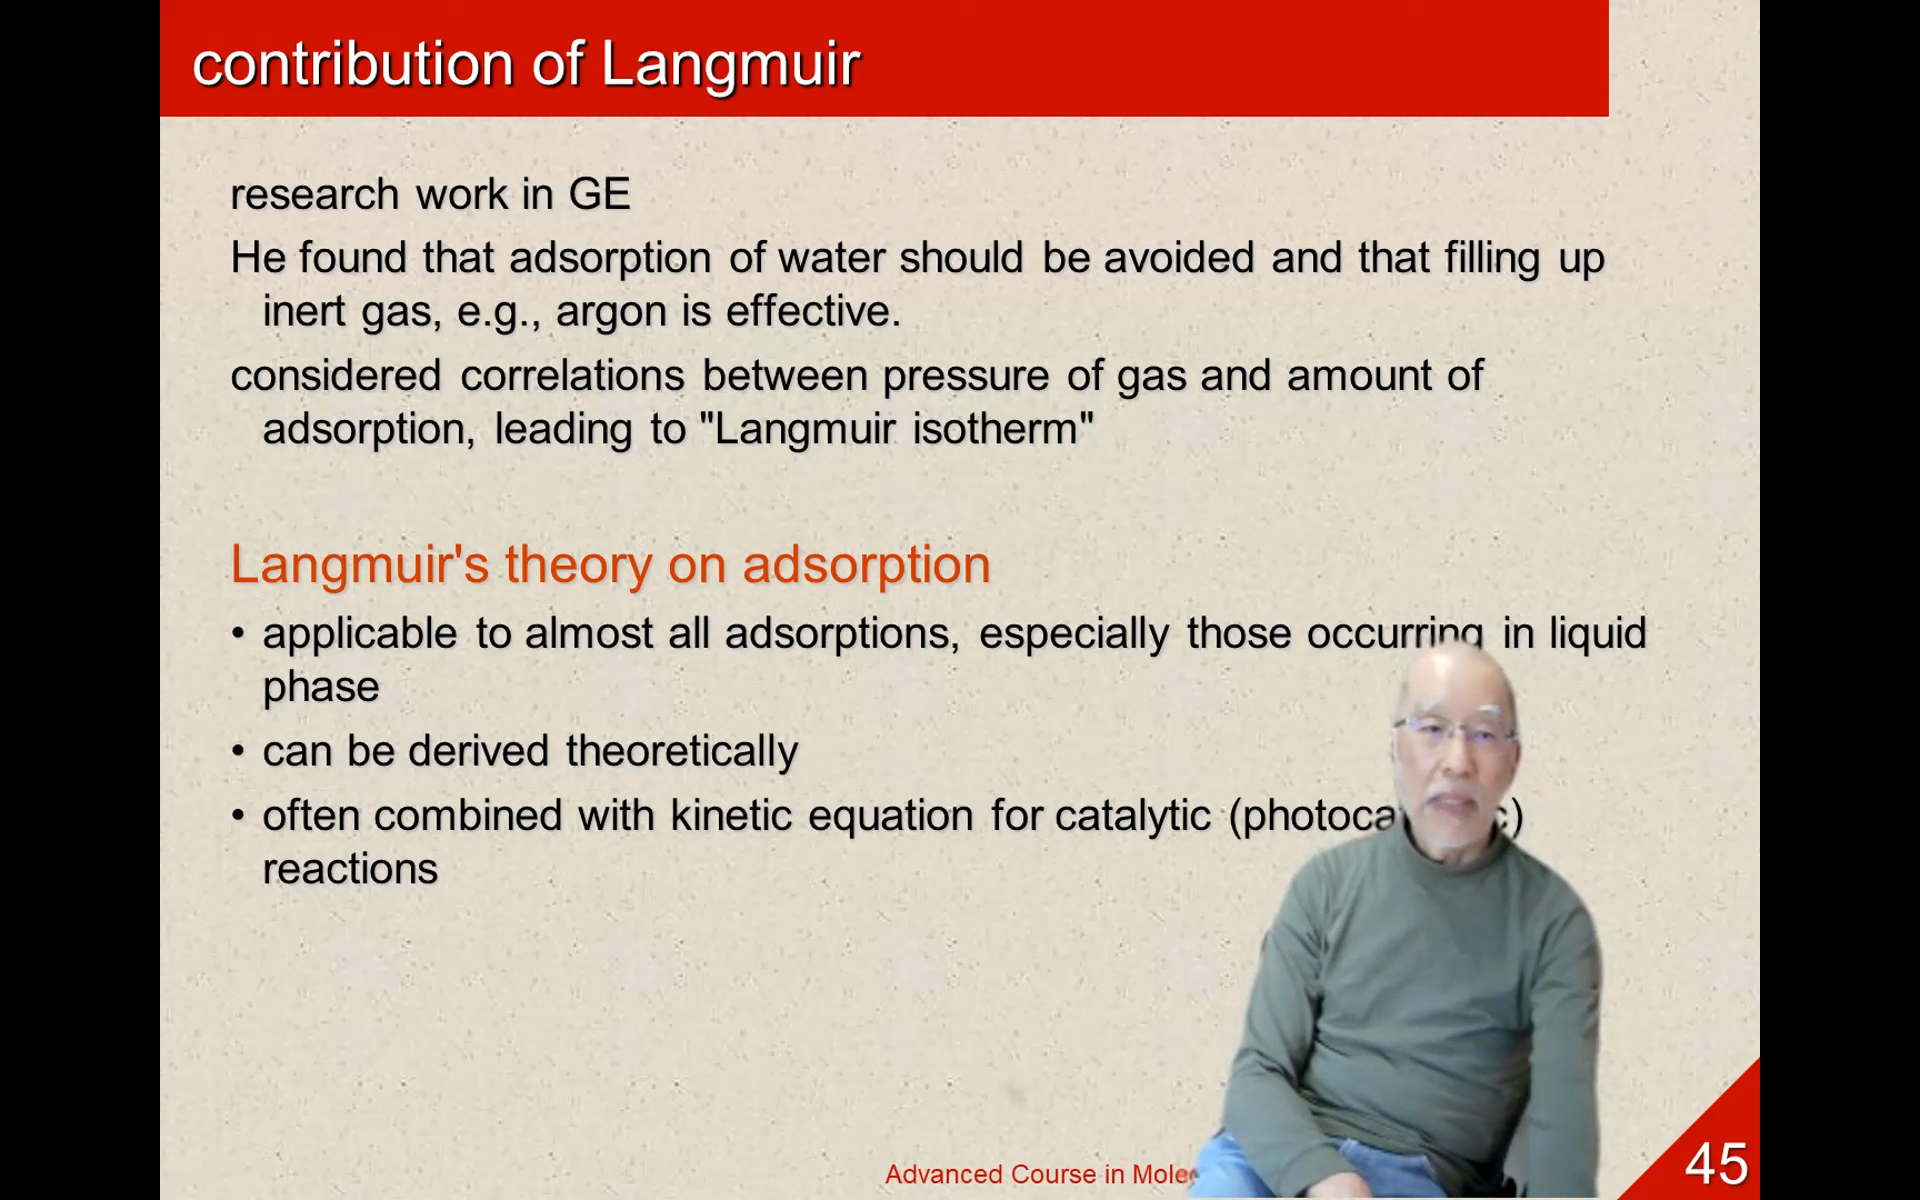 contribution of Langmuir
research work in GE
He found that adsorption of water should be avoided and that filling up
inert gas, e.g., argon is effective.
considered correlations between pressure of gas and amount of
adsorption, leading to "Langmuir isotherm"
Langmuir's theory on adsorption
• applicable to almost all adsorptions, especially those occurring in liquid
phase
• can be derived theoretically
• often combined with kinetic equation for catalytic
reactions
Advanced Course in
45